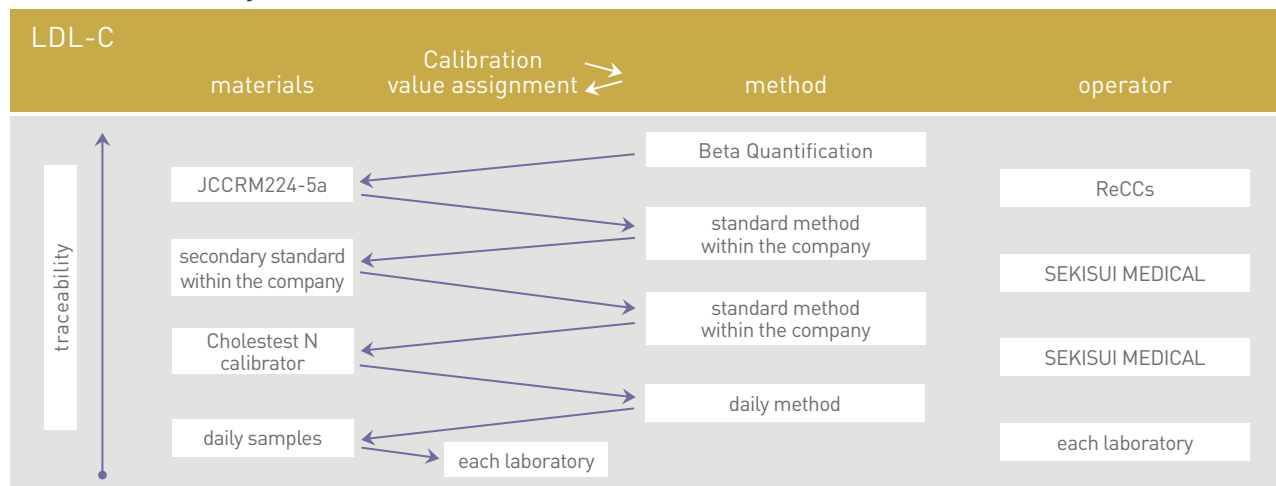 LDL-C
Calibration
materials
value assignment
method
operator
Beta Quantification
JCCRM224-5a
ReCCs
standard method
within the company
secondary standard
within the company
SEKISUI MEDICAL
traceability
standard method
within the company
Cholestest N
calibrator
SEKISUI MEDICAL
daily method
daily samples
each laboratory
each laboratory